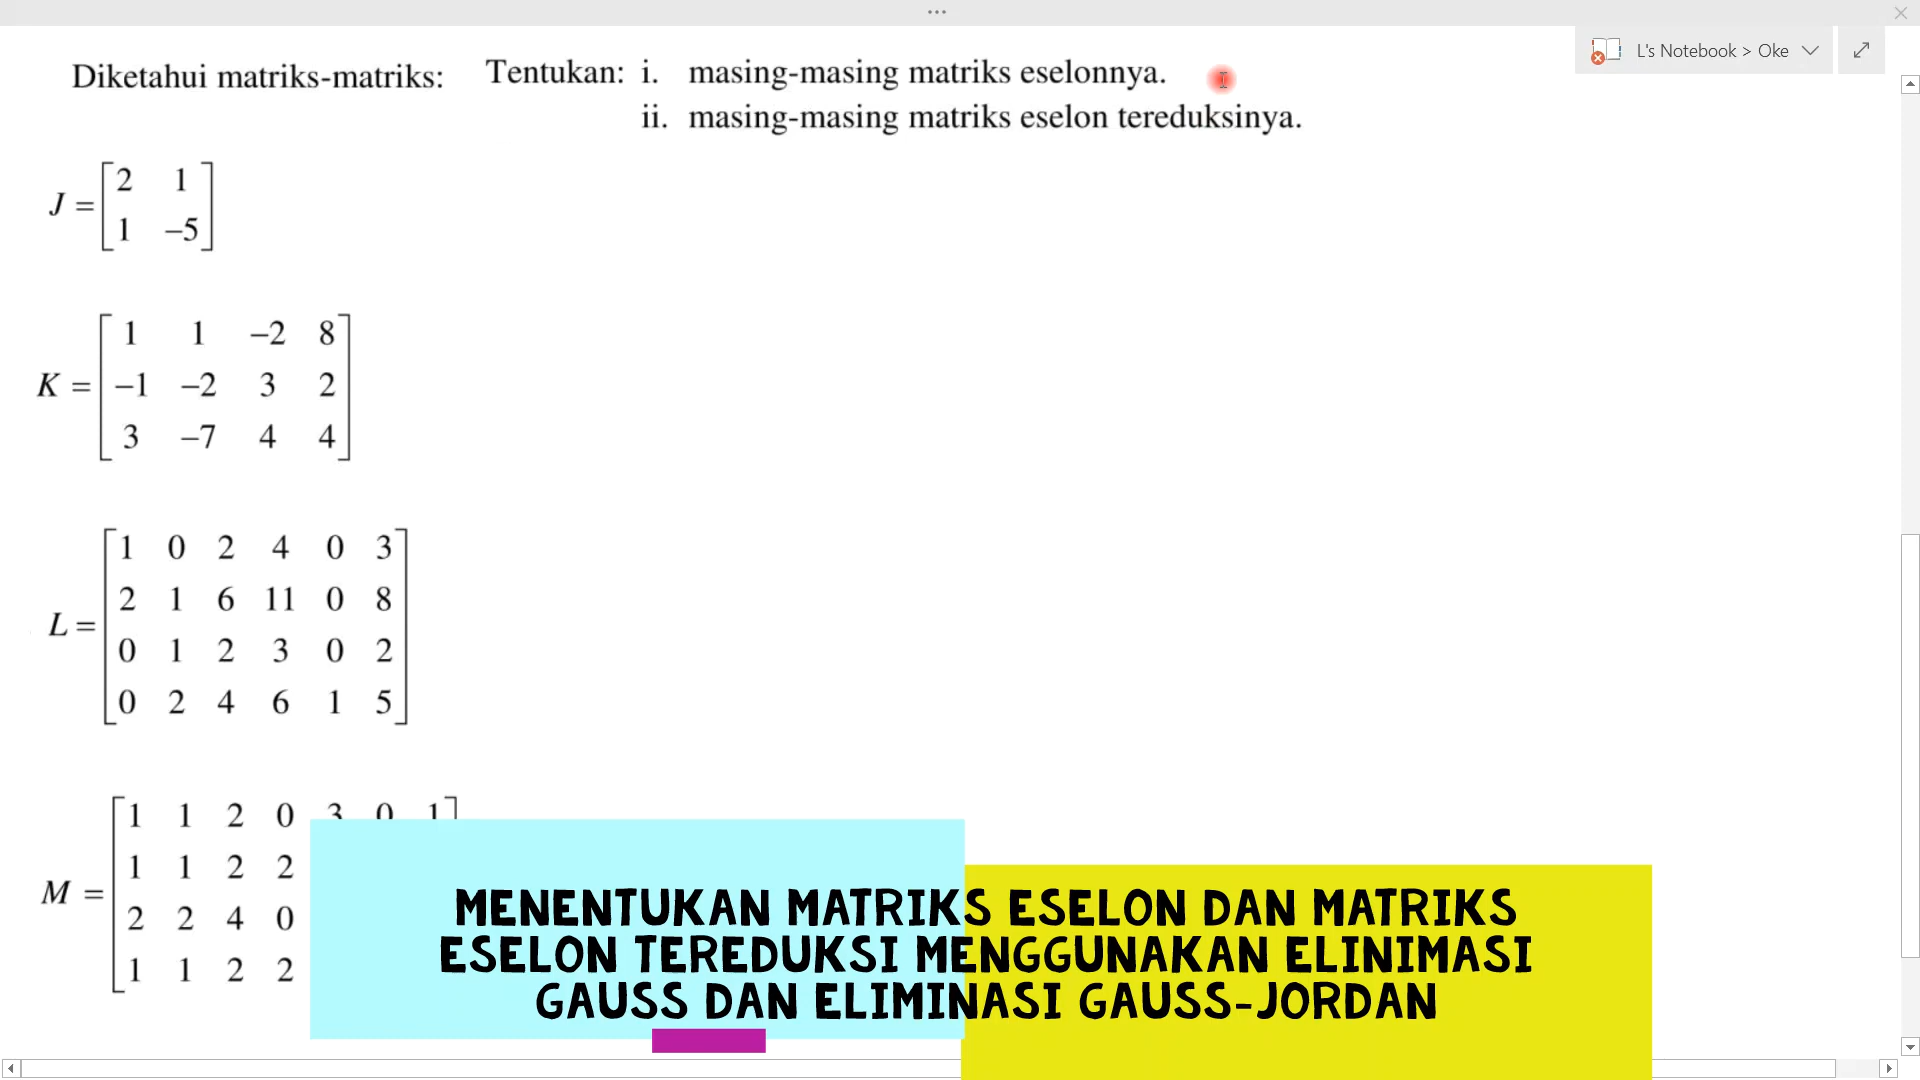 L's Notebook > Oke
Diketahui matriks-matriks:
Tentukan: i. masing-masing matriks eselonnya.
ii. masing-masing matriks eselon tereduksinya.
J =
2 1
1 –5
K =
1 1 –2 8
–1 –2 3 2
3 –7 4 4
L =
1 0 2 4 0 3
2 1 6 11 0 8
0 1 2 3 0 2
0 2 4 6 1 5
M =
1 1 2 0 3 0 1
1 1 2 2
2 2 4 0
1 1 2 2
MENENTUKAN MATRIKS ESELON DAN MATRIKS
ESELON TEREDUKSI MENGGUNAKAN ELINIMASI
GAUSS DAN ELIMINASI GAUSS-JORDAN